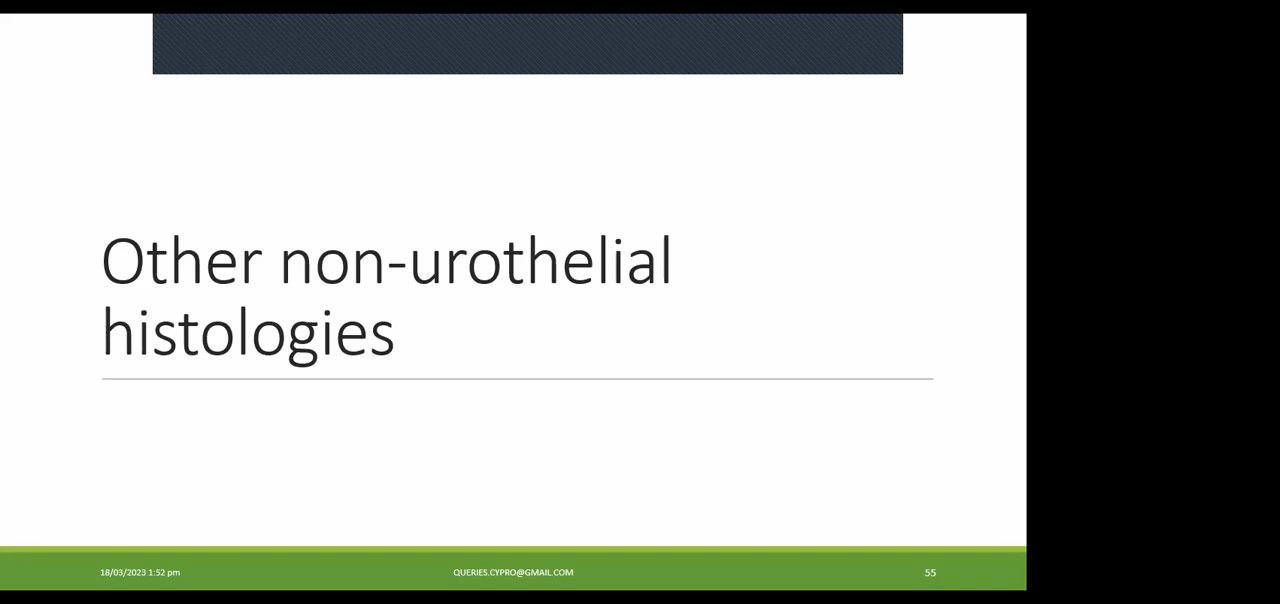 Other non-urothelial
histologies
18/03/2023 1:52 pm
QUERIES.CYPRO@GMAIL.COM
55